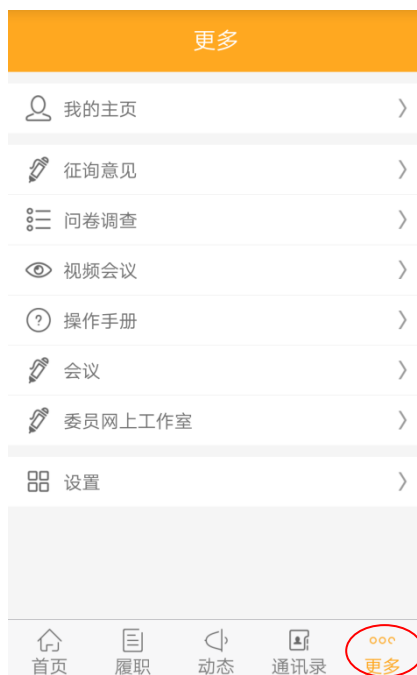 更多
我的主页
征询意见
问卷调查
视频会议
操作手册
会议
委员网上工作室
设置
首页 履职 动态 通讯录 更多